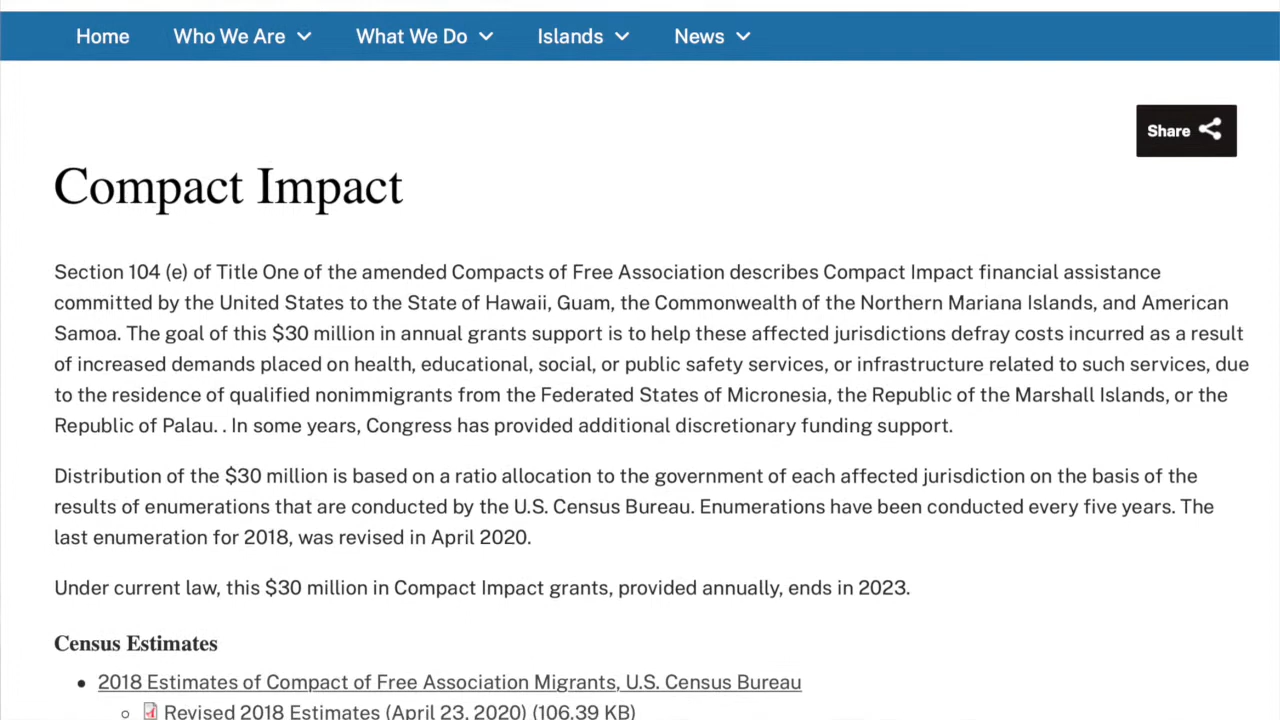 Home Who We Are What We Do Islands News
Share
Compact Impact
Section 104 (e) of Title One of the amended Compacts of Free Association describes Compact Impact financial assistance
committed by the United States to the State of Hawaii, Guam, the Commonwealth of the Northern Mariana Islands, and American
Samoa. The goal of this $30 million in annual grants support is to help these affected jurisdictions defray costs incurred as a result
of increased demands placed on health, educational, social, or public safety services, or infrastructure related to such services, due
to the residence of qualified nonimmigrants from the Federated States of Micronesia, the Republic of the Marshall Islands, or the
Republic of Palau. . In some years, Congress has provided additional discretionary funding support.
Distribution of the $30 million is based on a ratio allocation to the government of each affected jurisdiction on the basis of the
results of enumerations that are conducted by the U.S. Census Bureau. Enumerations have been conducted every five years. The
last enumeration for 2018, was revised in April 2020.
Under current law, this $30 million in Compact Impact grants, provided annually, ends in 2023.
Census Estimates
2018 Estimates of Compact of Free Association Migrants, U.S. Census Bureau
Revised 2018 Estimates (April 23, 2020) (106.39 KB)